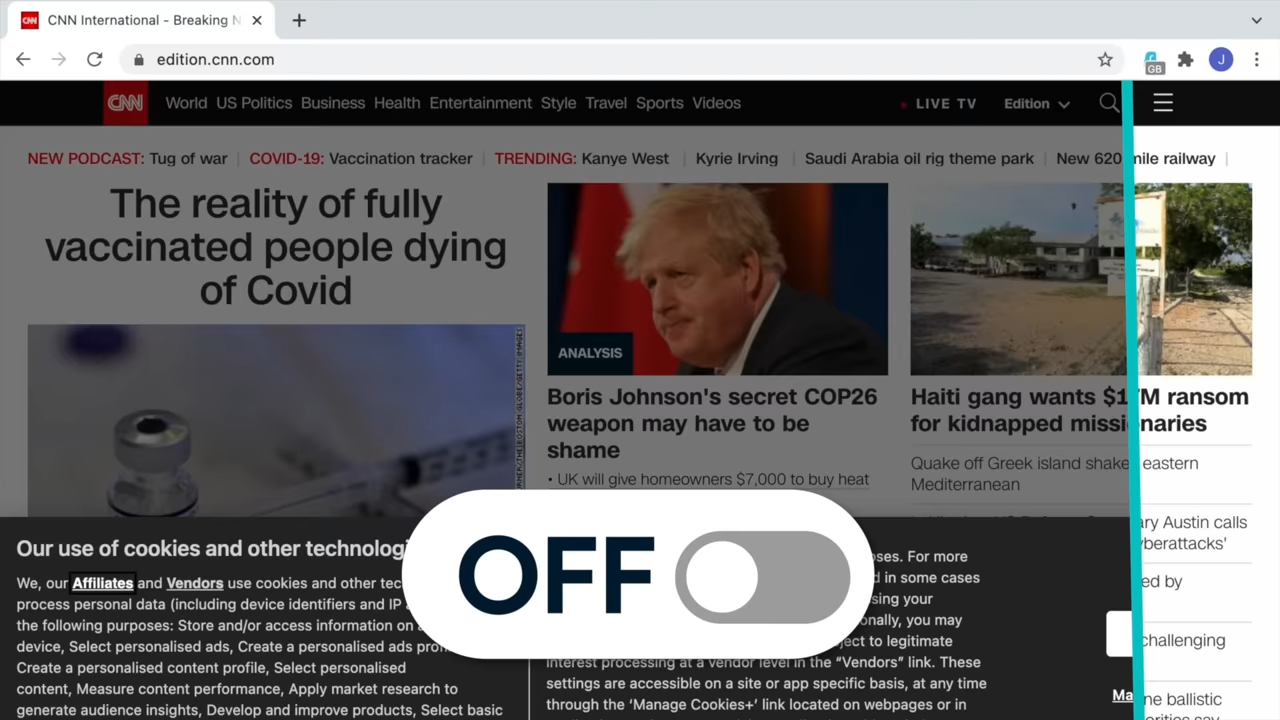 CNN International - Breaking N
edition.cnn.com
GB
J
CNN World US Politics Business Health Entertainment Style Travel Sports Videos LIVE TV Edition
NEW PODCAST: Tug of war COVID-19: Vaccination tracker TRENDING: Kanye West Kyrie Irving Saudi Arabia oil rig theme park New 620 mile railway
The reality of fully
vaccinated people dying
of Covid
ANALYSIS
Boris Johnson's secret COP26
weapon may have to be
shame
• UK will give homeowners $7,000 to buy heat
Haiti gang wants $17M ransom
for kidnapped missionaries
Quake off Greek island shakes eastern
Mediterranean
ary Austin calls
yberattacks'
ed by
challenging
ne ballistic
Our use of cookies and other technologi
We, our Affiliates and Vendors use cookies and other tec
process personal data (including device identifiers and IP
the following purposes: Store and/or access information on
device, Select personalised ads, Create a personalised ads pro
Create a personalised content profile, Select personalised
content, Measure content performance, Apply market research to
generate audience insights, Develop and improve products, Select basic
OFF
oses. For more
d in some cases
sing your
onally, you may
ject to legitimate
interest processing at a vendor level in the “Vendors” link. These
settings are accessible on a site or app specific basis, at any time
through the ‘Manage Cookies+’ link located on webpages or in
Ma